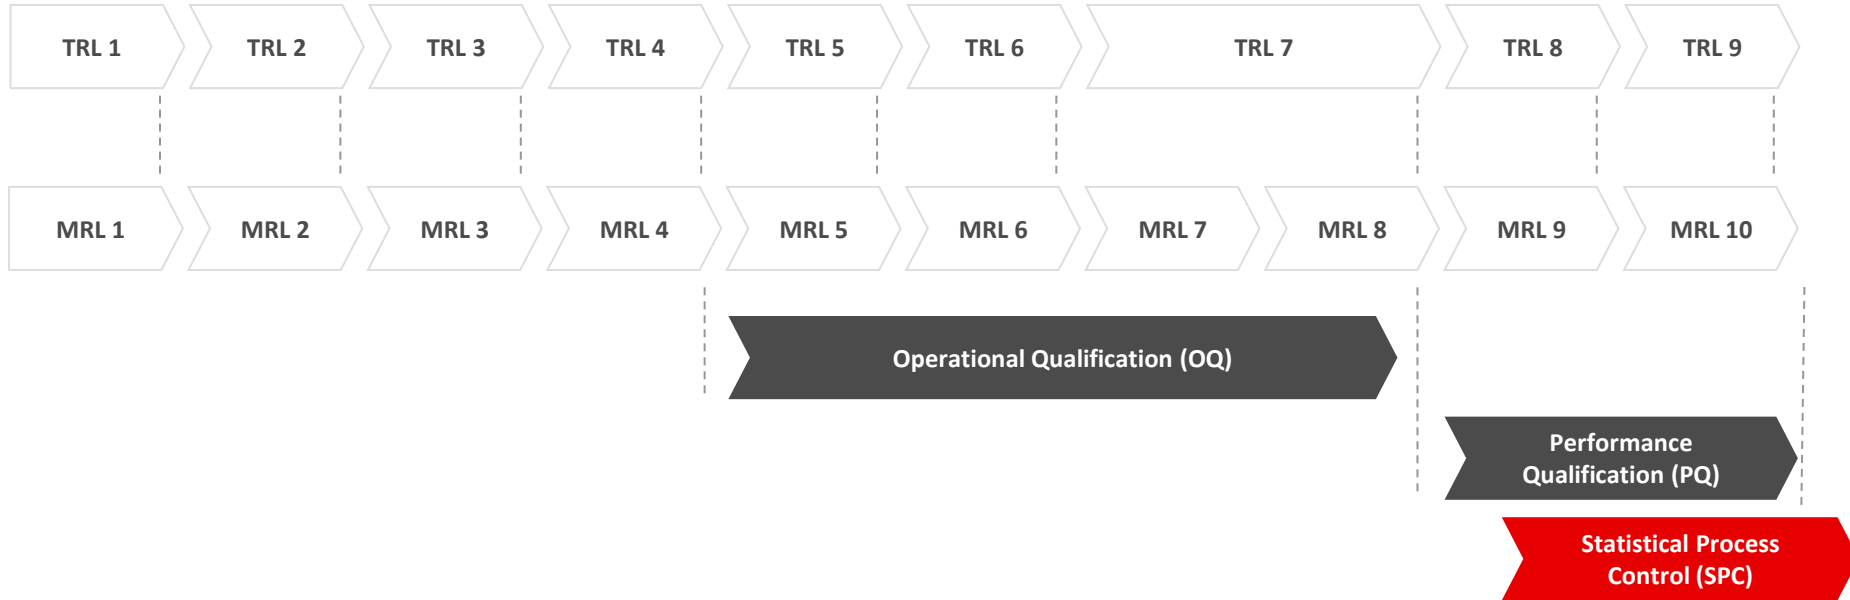 TRL 1
TRL 2
TRL 3
TRL 4
TRL 5
TRL 6
TRL 7
TRL 8
TRL 9
MRL 1
MRL 2
MRL 3
MRL 4
MRL 5
MRL 6
MRL 7
MRL 8
MRL 9
MRL 10
Operational Qualification (OQ)
Performance
Qualification (PQ)
Statistical Process
Control (SPC)